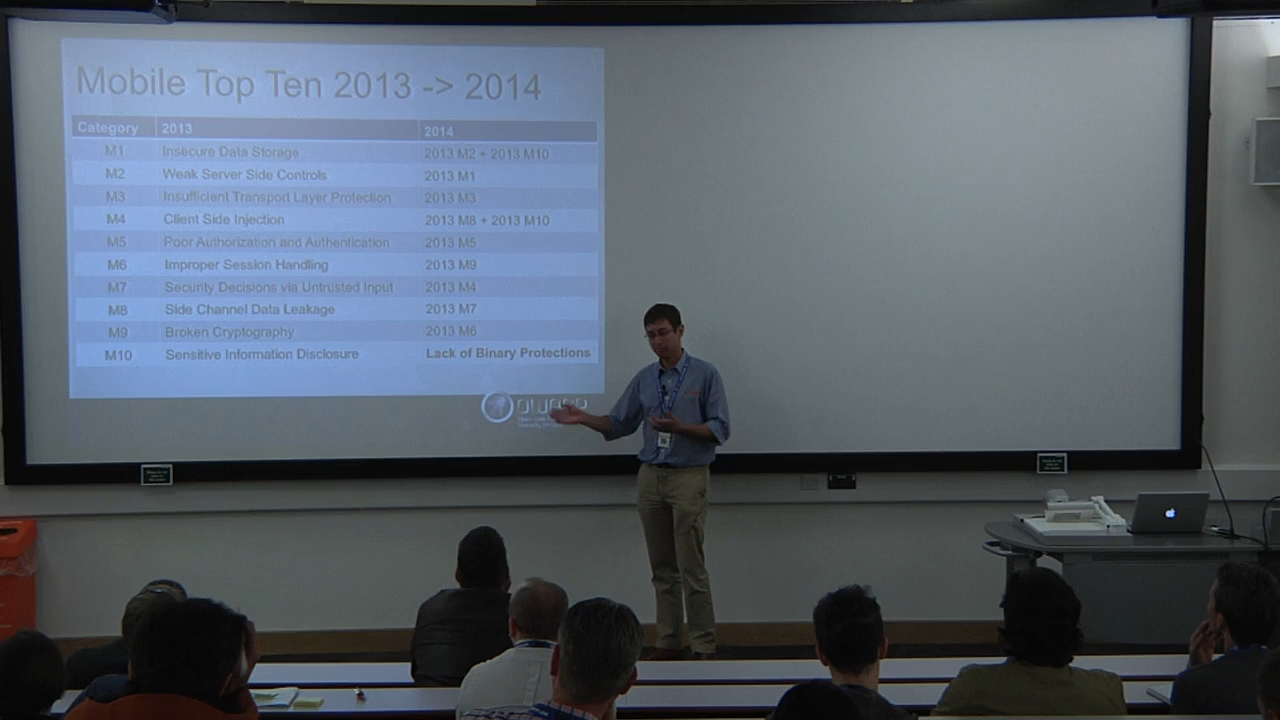 Mobile Top Ten 2013 -> 2014
Category 2013 2014
M1 Insecure Data Storage 2013 M2 + 2013 M10
M2 Weak Server Side Controls 2013 M1
M3 Insufficient Transport Layer Protection 2013 M3
M4 Client Side Injection 2013 M8 + 2013 M10
M5 Poor Authorization and Authentication 2013 M5
M6 Improper Session Handling 2013 M9
M7 Security Decisions via Untrusted Input 2013 M4
M8 Side Channel Data Leakage 2013 M7
M9 Broken Cryptography 2013 M6
M10 Sensitive Information Disclosure Lack of Binary Protections